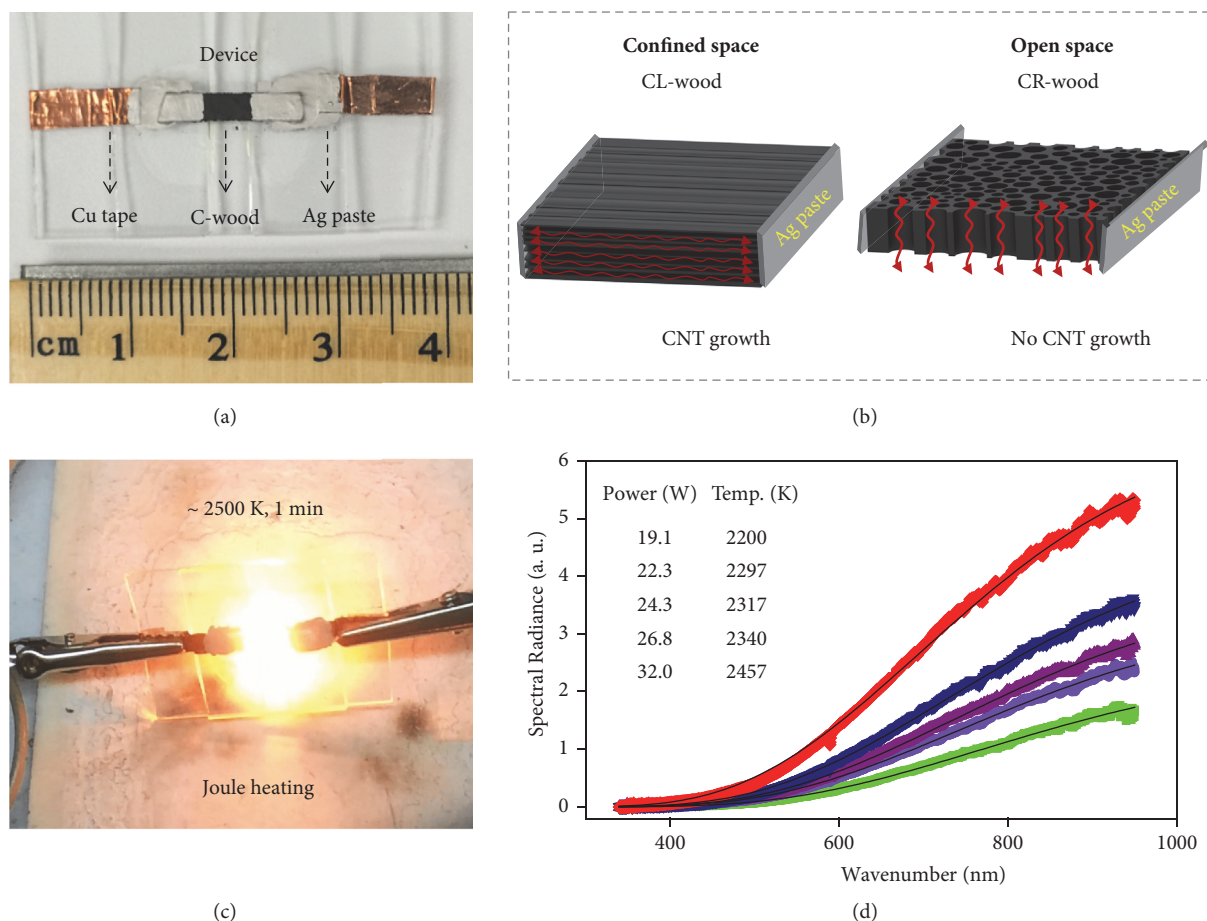 Device
Cu tape
C-wood
Ag paste
cm 1 2 3 4
(a)
Confined space
Open space
CL-wood
CR-wood
Ag paste
Ag paste
CNT growth
No CNT growth
(b)
~ 2500 K, 1 min
Joule heating
(c)
6
5
4
3
2
1
0
Spectral Radiance (a. u.)
Power (W) Temp. (K)
19.1 2200
22.3 2297
24.3 2317
26.8 2340
32.0 2457
400 600 800 1000
Wavenumber (nm)
(d)